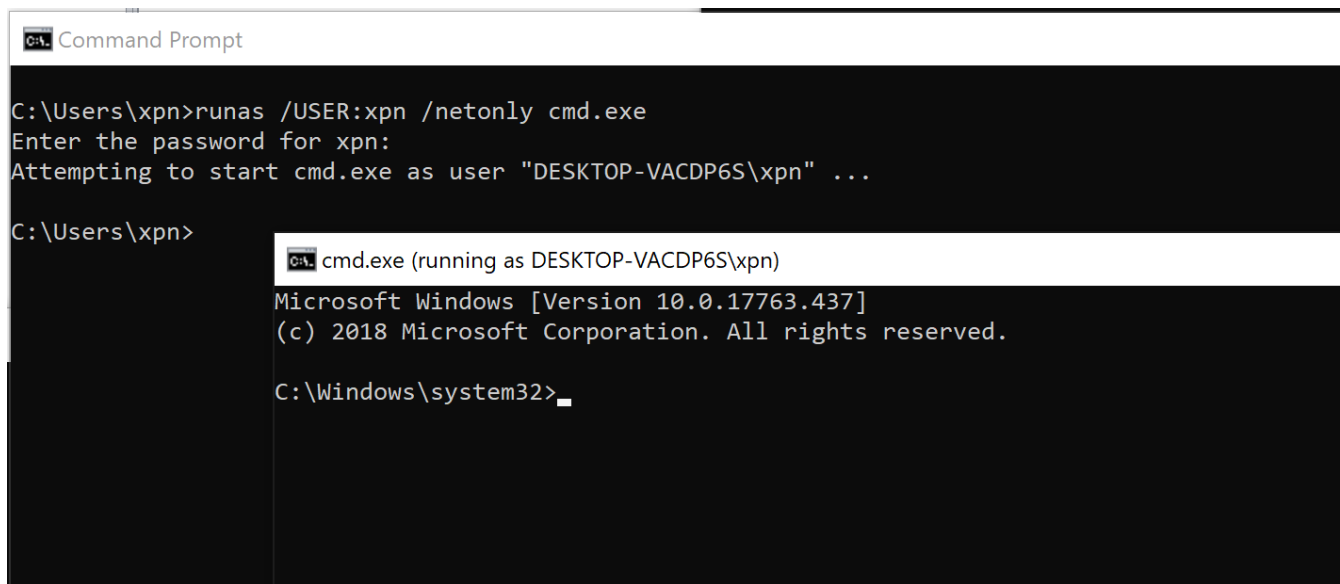 Command Prompt
C:\Users\xpn>runas /USER:xpn /netonly cmd.exe
Enter the password for xpn:
Attempting to start cmd.exe as user "DESKTOP-VACDP6S\xpn" ...
C:\Users\xpn>
cmd.exe (running as DESKTOP-VACDP6S\xpn)
Microsoft Windows [Version 10.0.17763.437]
(c) 2018 Microsoft Corporation. All rights reserved.
C:\Windows\system32>